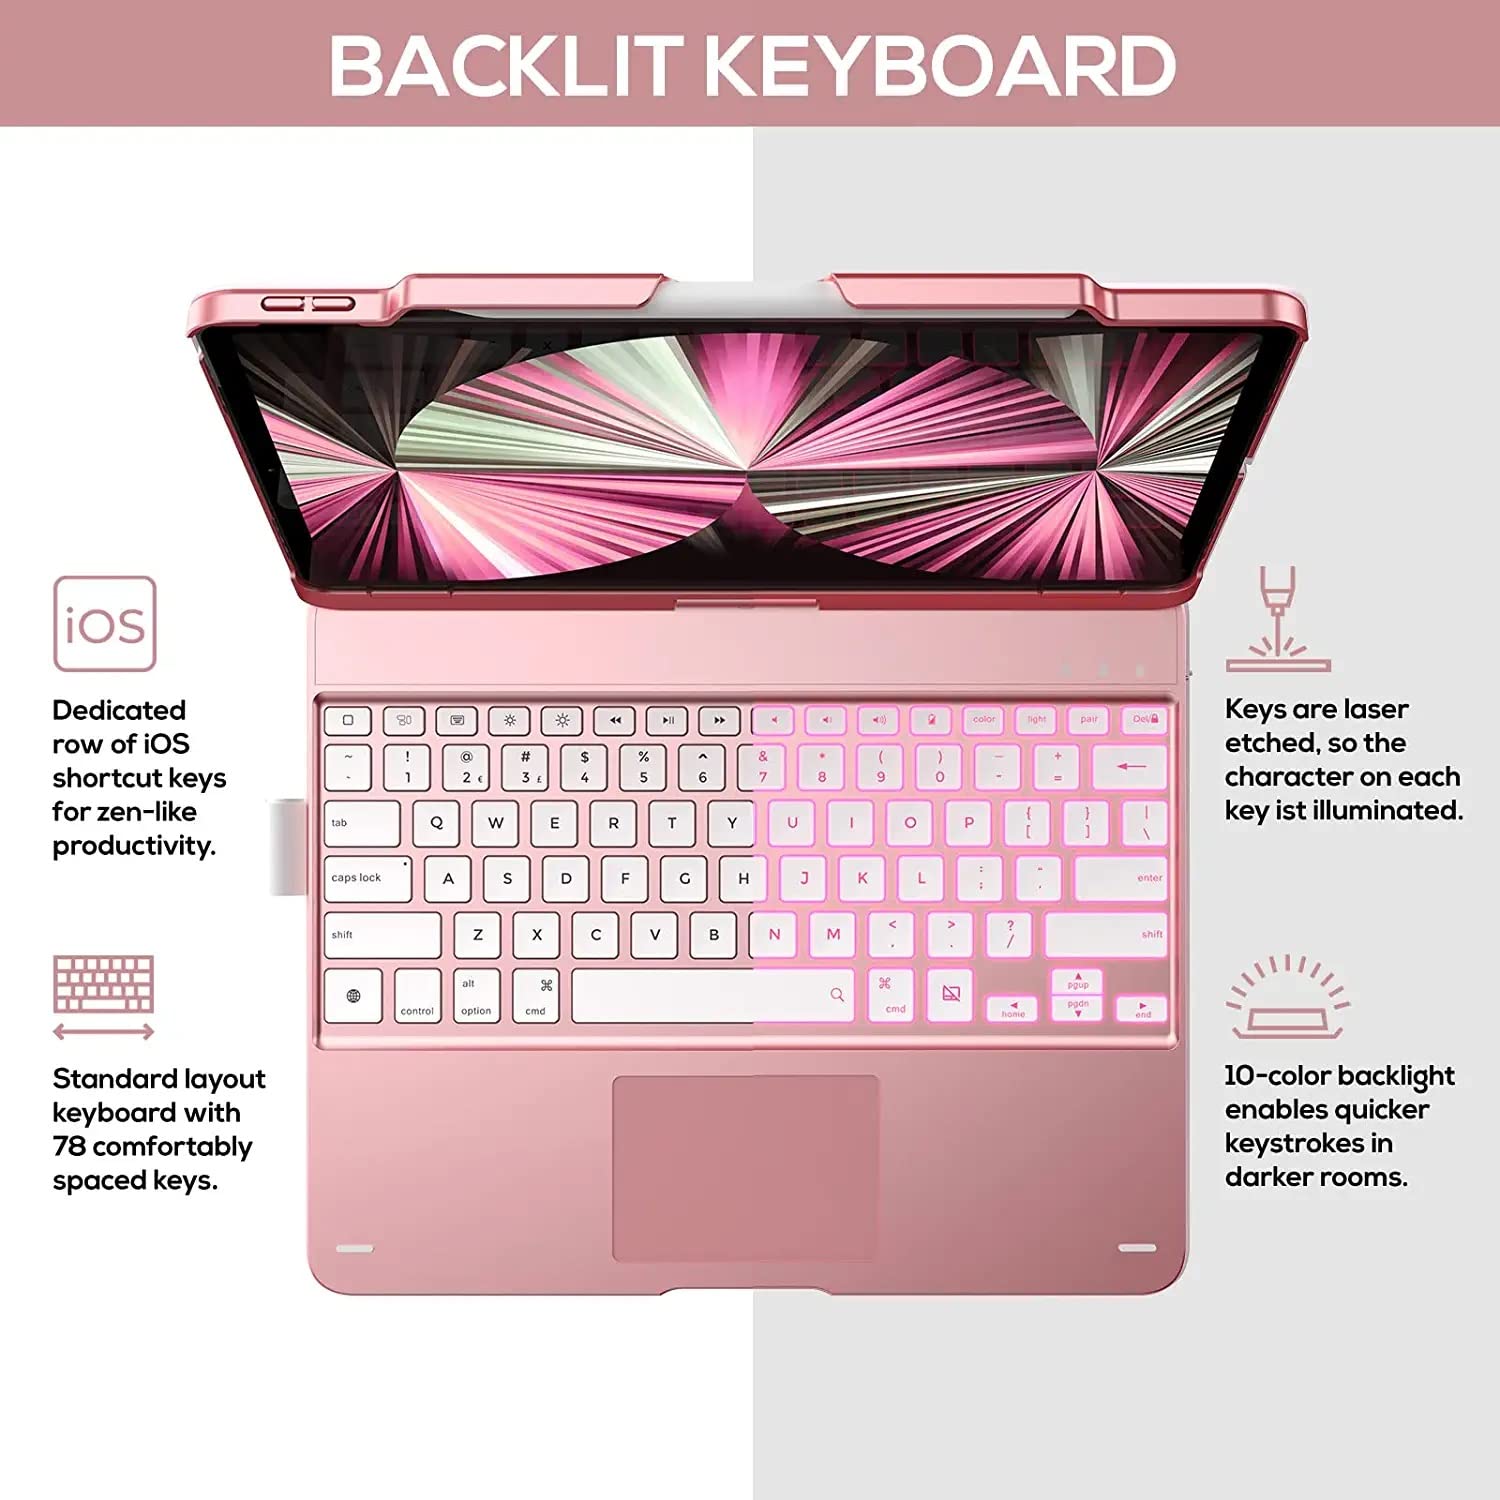 BACKLIT KEYBOARD
iOS
Dedicated
row of iOS
shortcut keys
for zen-like
productivity.
Standard layout
keyboard with
78 comfortably
spaced keys.
Keys are laser
etched, so the
character on each
key ist illuminated.
10-color backlight
enables quicker
keystrokes in
darker rooms.
color light pair Del/
~ ! @ # $ % ^ & * ( ) - +
` 1 2 € 3 £ 4 5 6 7 8 9 0 - =
tab Q W E R T Y U I O P { } |
[ ] \
caps lock A S D F G H J K L : enter
;
shift Z X C V B N M < > ? shift
/
alt ⌘ ⌘ pgup
control option cmd cmd home pgdn end